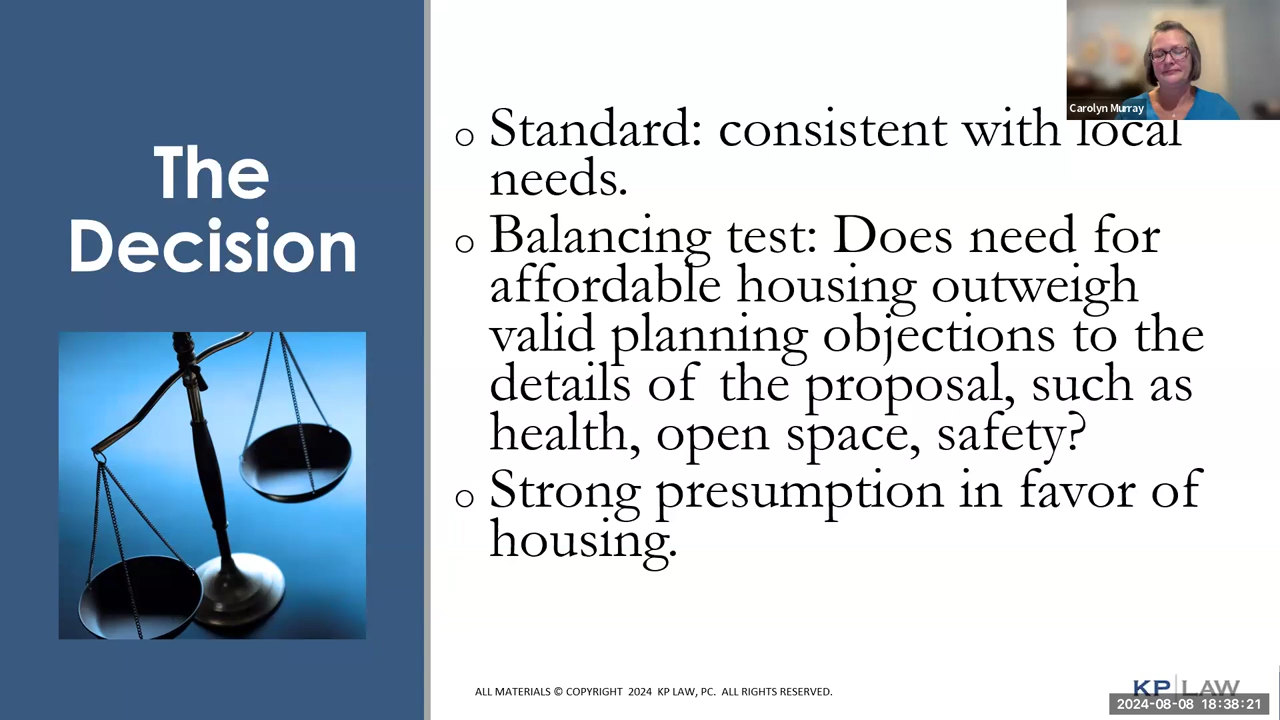 The
Decision
Carolyn Murray
o Standard: consistent with local
needs.
o Balancing test: Does need for
affordable housing outweigh
valid planning objections to the
details of the proposal, such as
health, open space, safety?
o Strong presumption in favor of
housing.
ALL MATERIALS © COPYRIGHT 2024 KP LAW, PC. ALL RIGHTS RESERVED.
KP LAW
2024-08-08 18:38:21